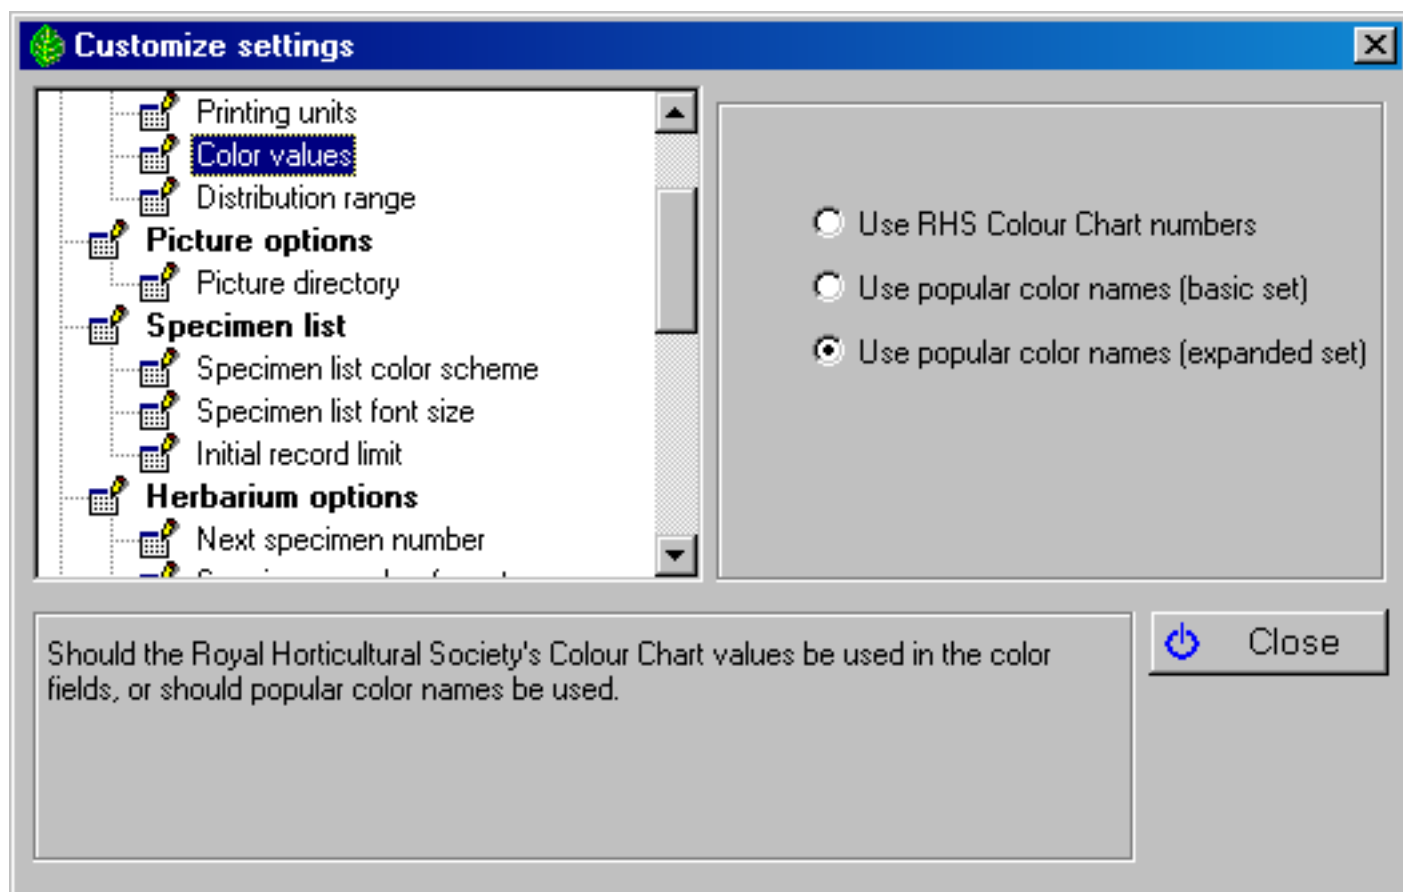 Customize settings
Printing units
Color values
Distribution range
Picture options
Picture directory
Specimen list
Specimen list color scheme
Specimen list font size
Initial record limit
Herbarium options
Next specimen number
Use RHS Colour Chart numbers
Use popular color names (basic set)
Use popular color names (expanded set)
Should the Royal Horticultural Society's Colour Chart values be used in the color
fields, or should popular color names be used.
Close